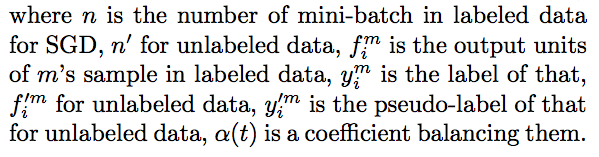 where n is the number of mini-batch in labeled data
for SGD, n′ for unlabeled data, f_i^m is the output units
of m's sample in labeled data, y_i^m is the label of that,
f_i′^m for unlabeled data, y_i′^m is the pseudo-label of that
for unlabeled data, α(t) is a coefficient balancing them.